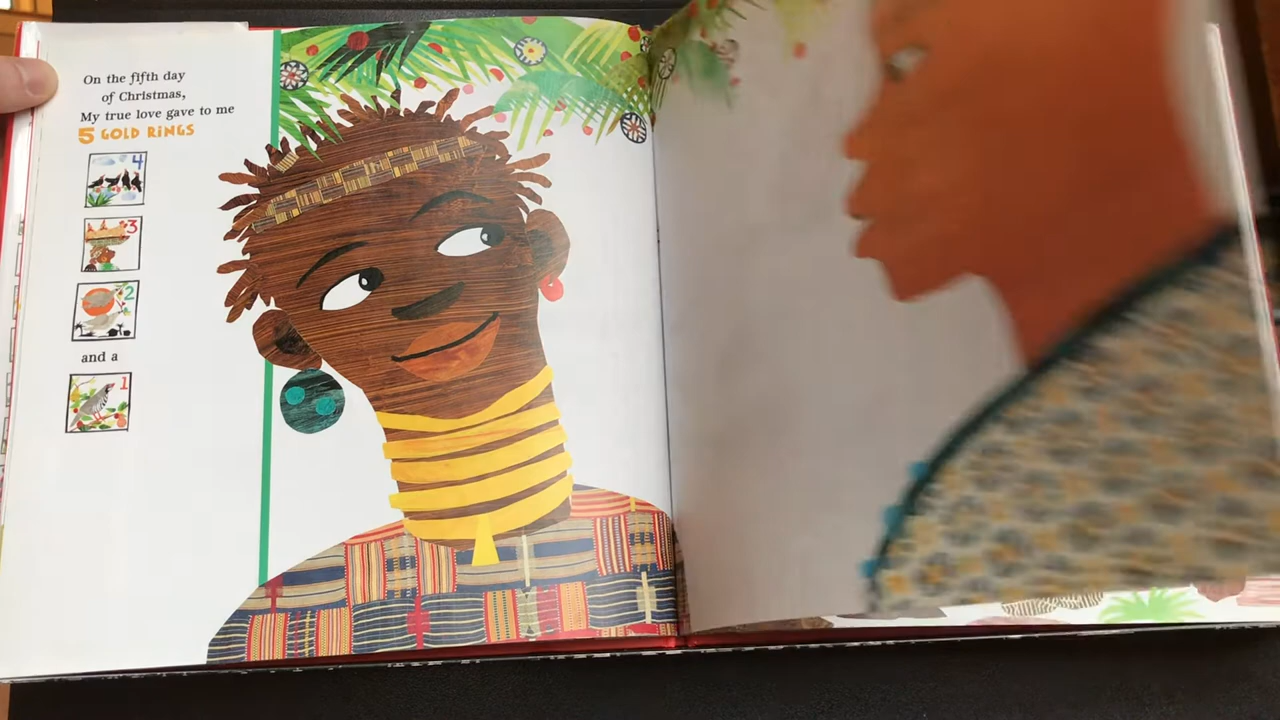 On the fifth day
of Christmas,
My true love gave to me
5 GOLD RINGS
4
3
2
and a
1